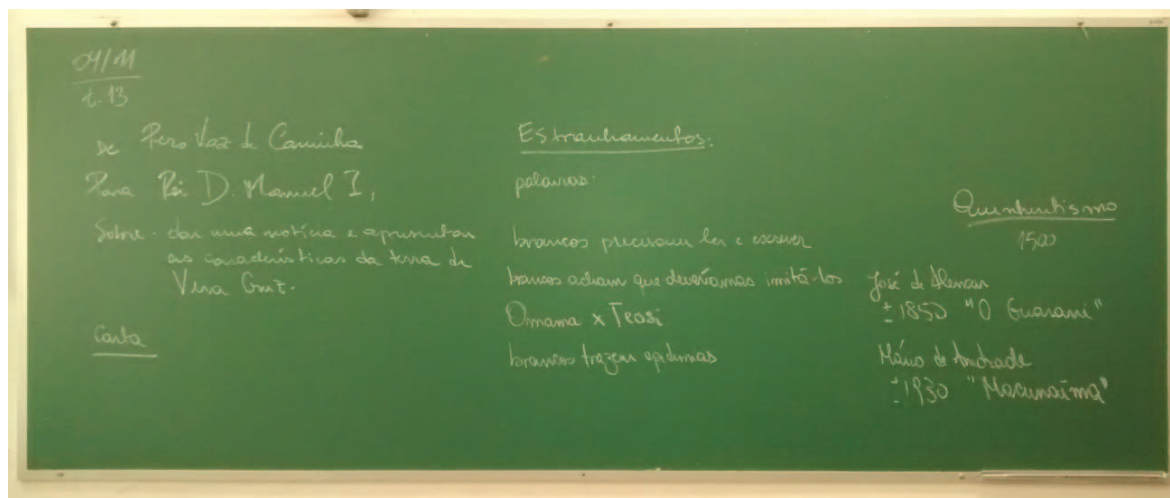 04/11
t. 13
De Pero Vaz de Caminha
Para Rei D. Manuel I,
Sobre - dar uma notícia e apresentar
as características da terra de
Vera Cruz.
Carta
Estranhamentos:
palavras:
brancos precisam ler e escrever
brancos acham que deveríamos imitá-los
Omama x Teosi
brancos trazem epidemias
Quinhentismo
1500
José de Alencar
± 1850 "O Guarani"
Mário de Andrade
± 1930 "Macunaíma"